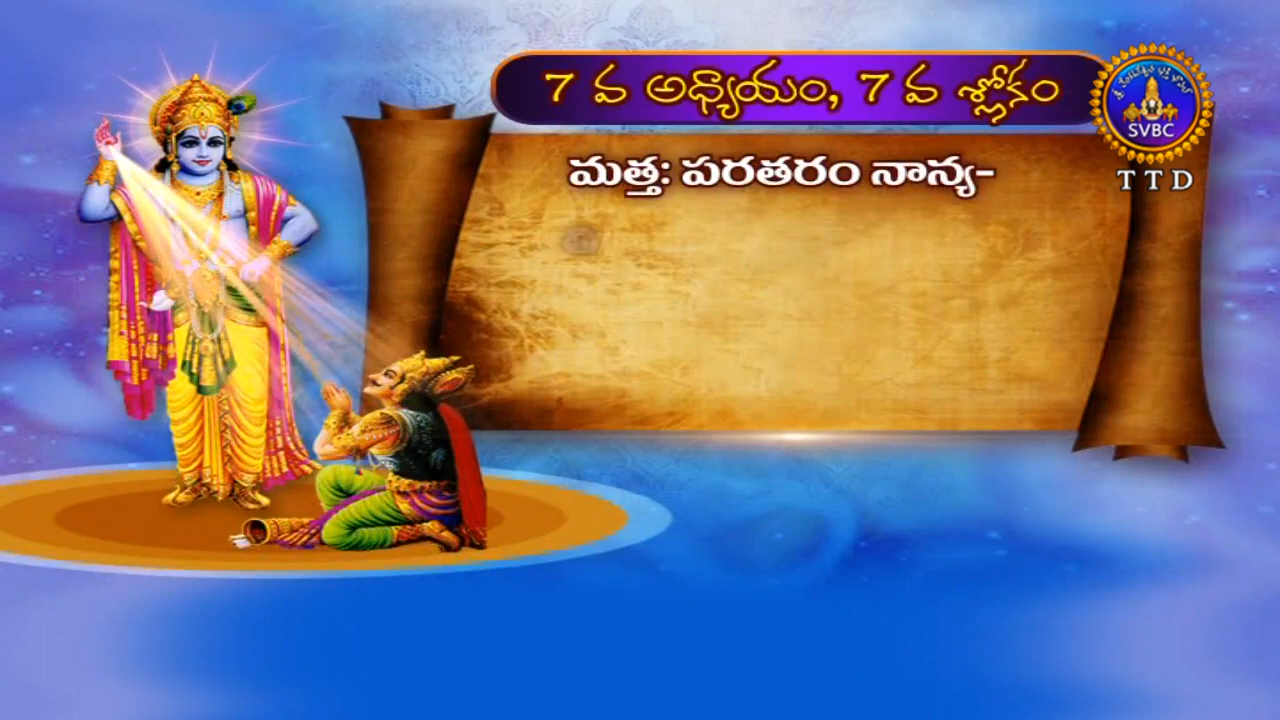 7 వ అధ్యాయం, 7 వ శ్లోకం
మత్త: పరతరం నాన్య-
SVBC
TTD